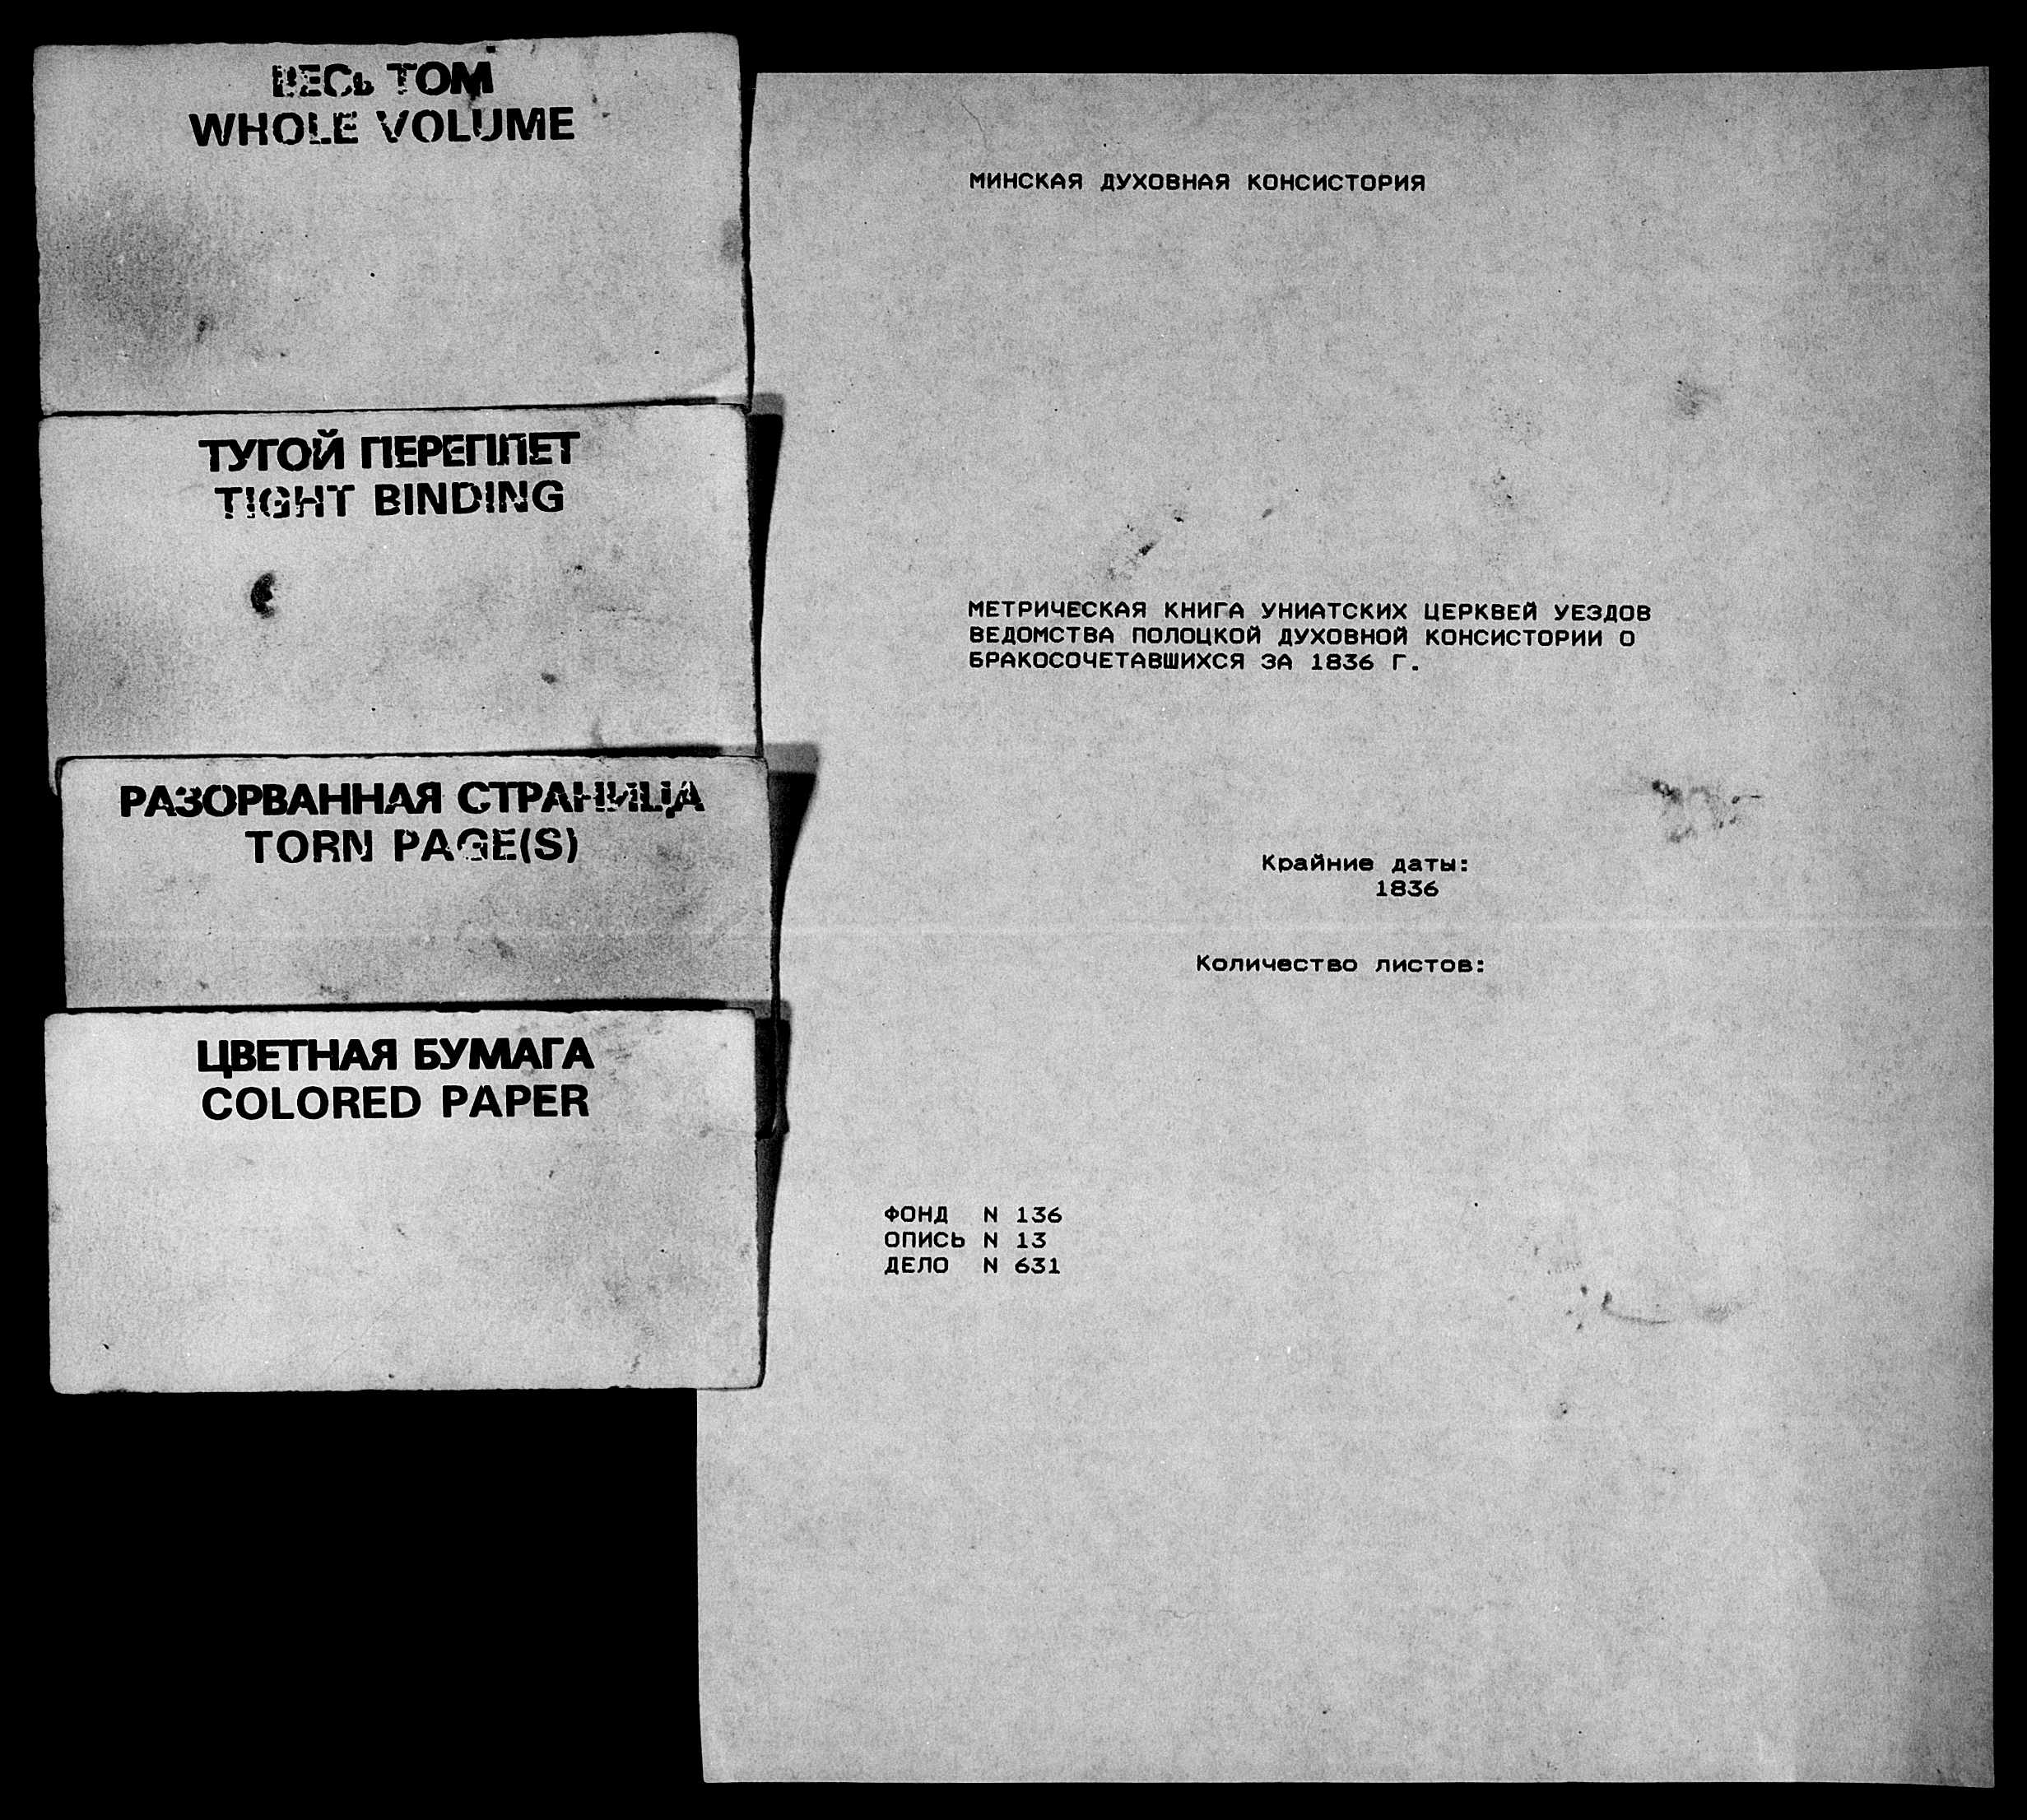 ВЕСЬ ТОМ
WHOLE VOLUME
ТУГОЙ ПЕРЕПЛЕТ
TIGHT BINDING
РАЗОРВАННАЯ СТРАНИЦА
TORN PAGE(S)
ЦВЕТНАЯ БУМАГА
COLORED PAPER
МИНСКАЯ ДУХОВНАЯ КОНСИСТОРИЯ
МЕТРИЧЕСКАЯ КНИГА УНИАТСКИХ ЦЕРКВЕЙ УЕЗДОВ
ВЕДОМСТВА ПОЛОЦКОЙ ДУХОВНОЙ КОНСИСТОРИИ О
БРАКОСОЧЕТАВШИХСЯ ЗА 1836 Г.
Крайние даты:
1836
Количество листов:
ФОНД N 136
ОПИСЬ N 13
ДЕЛО N 631